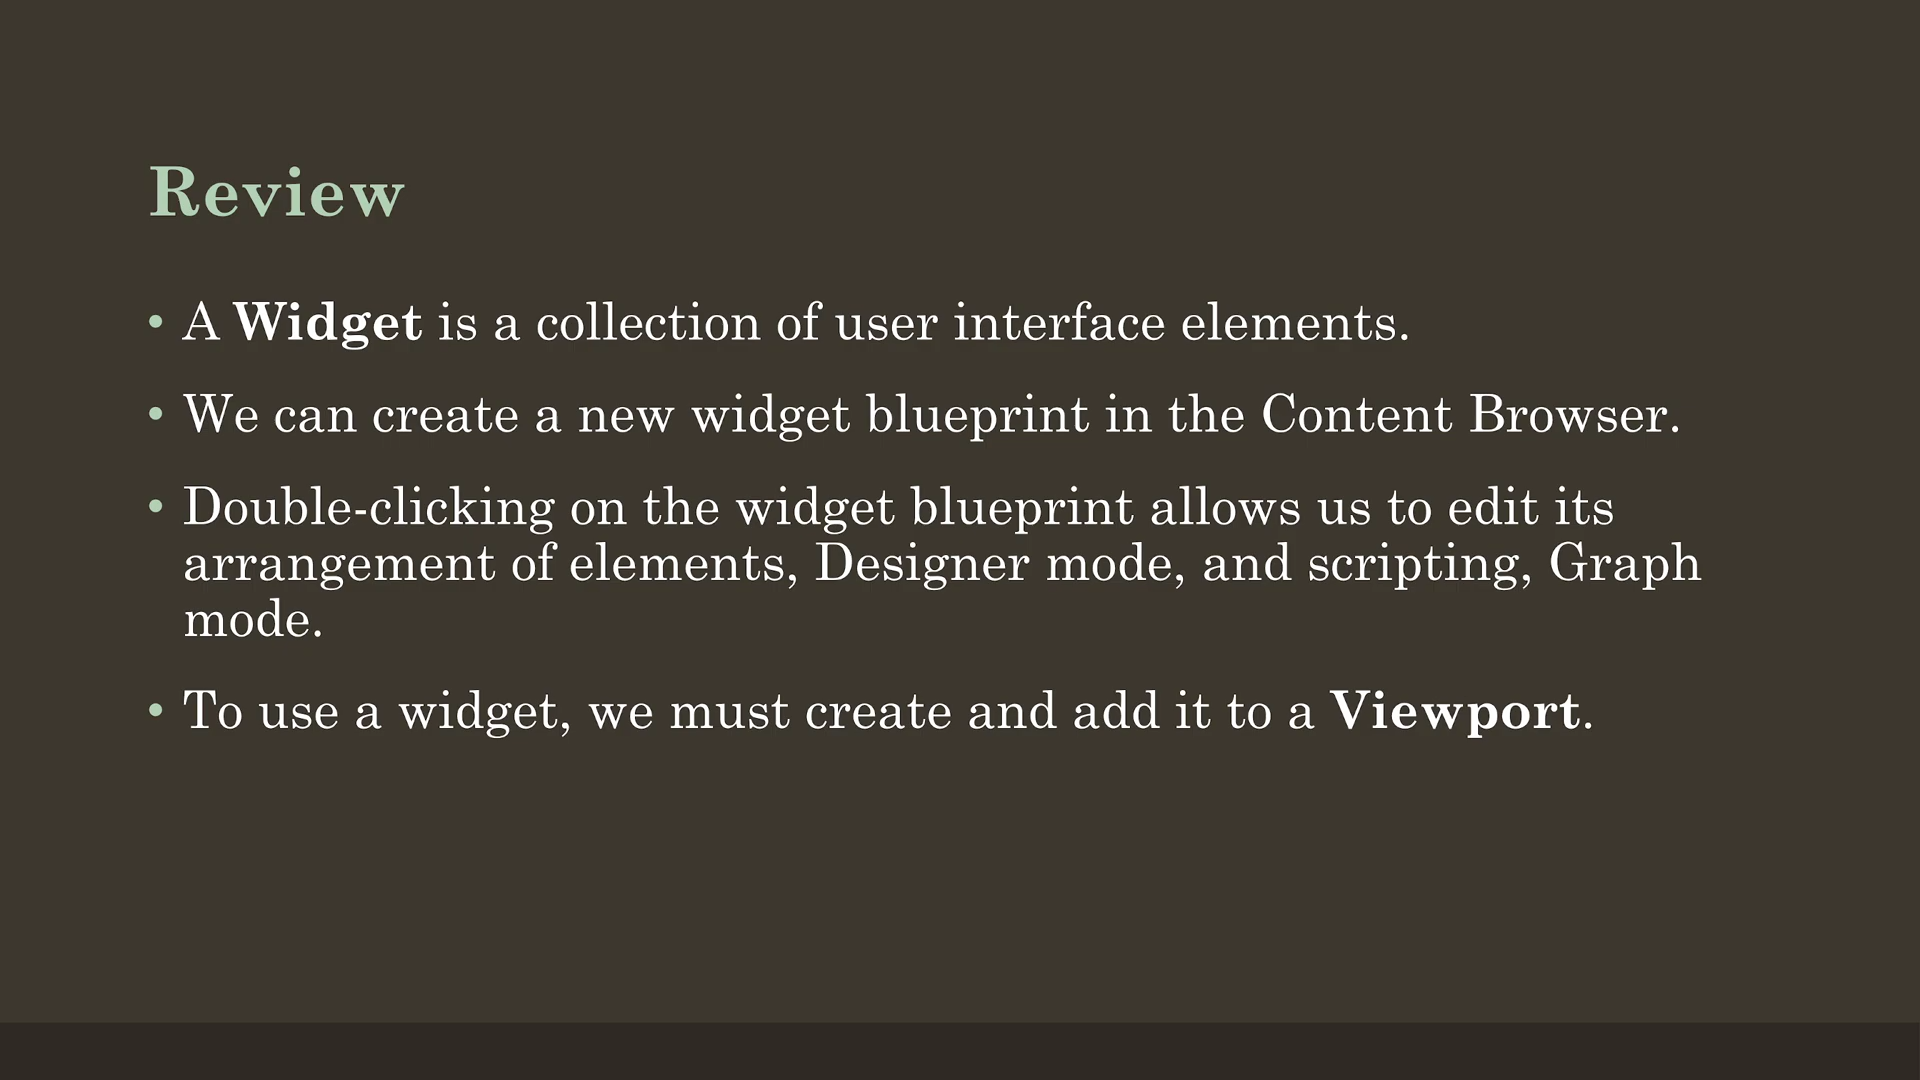 Review
• A Widget is a collection of user interface elements.
• We can create a new widget blueprint in the Content Browser.
• Double-clicking on the widget blueprint allows us to edit its
arrangement of elements, Designer mode, and scripting, Graph
mode.
• To use a widget, we must create and add it to a Viewport.